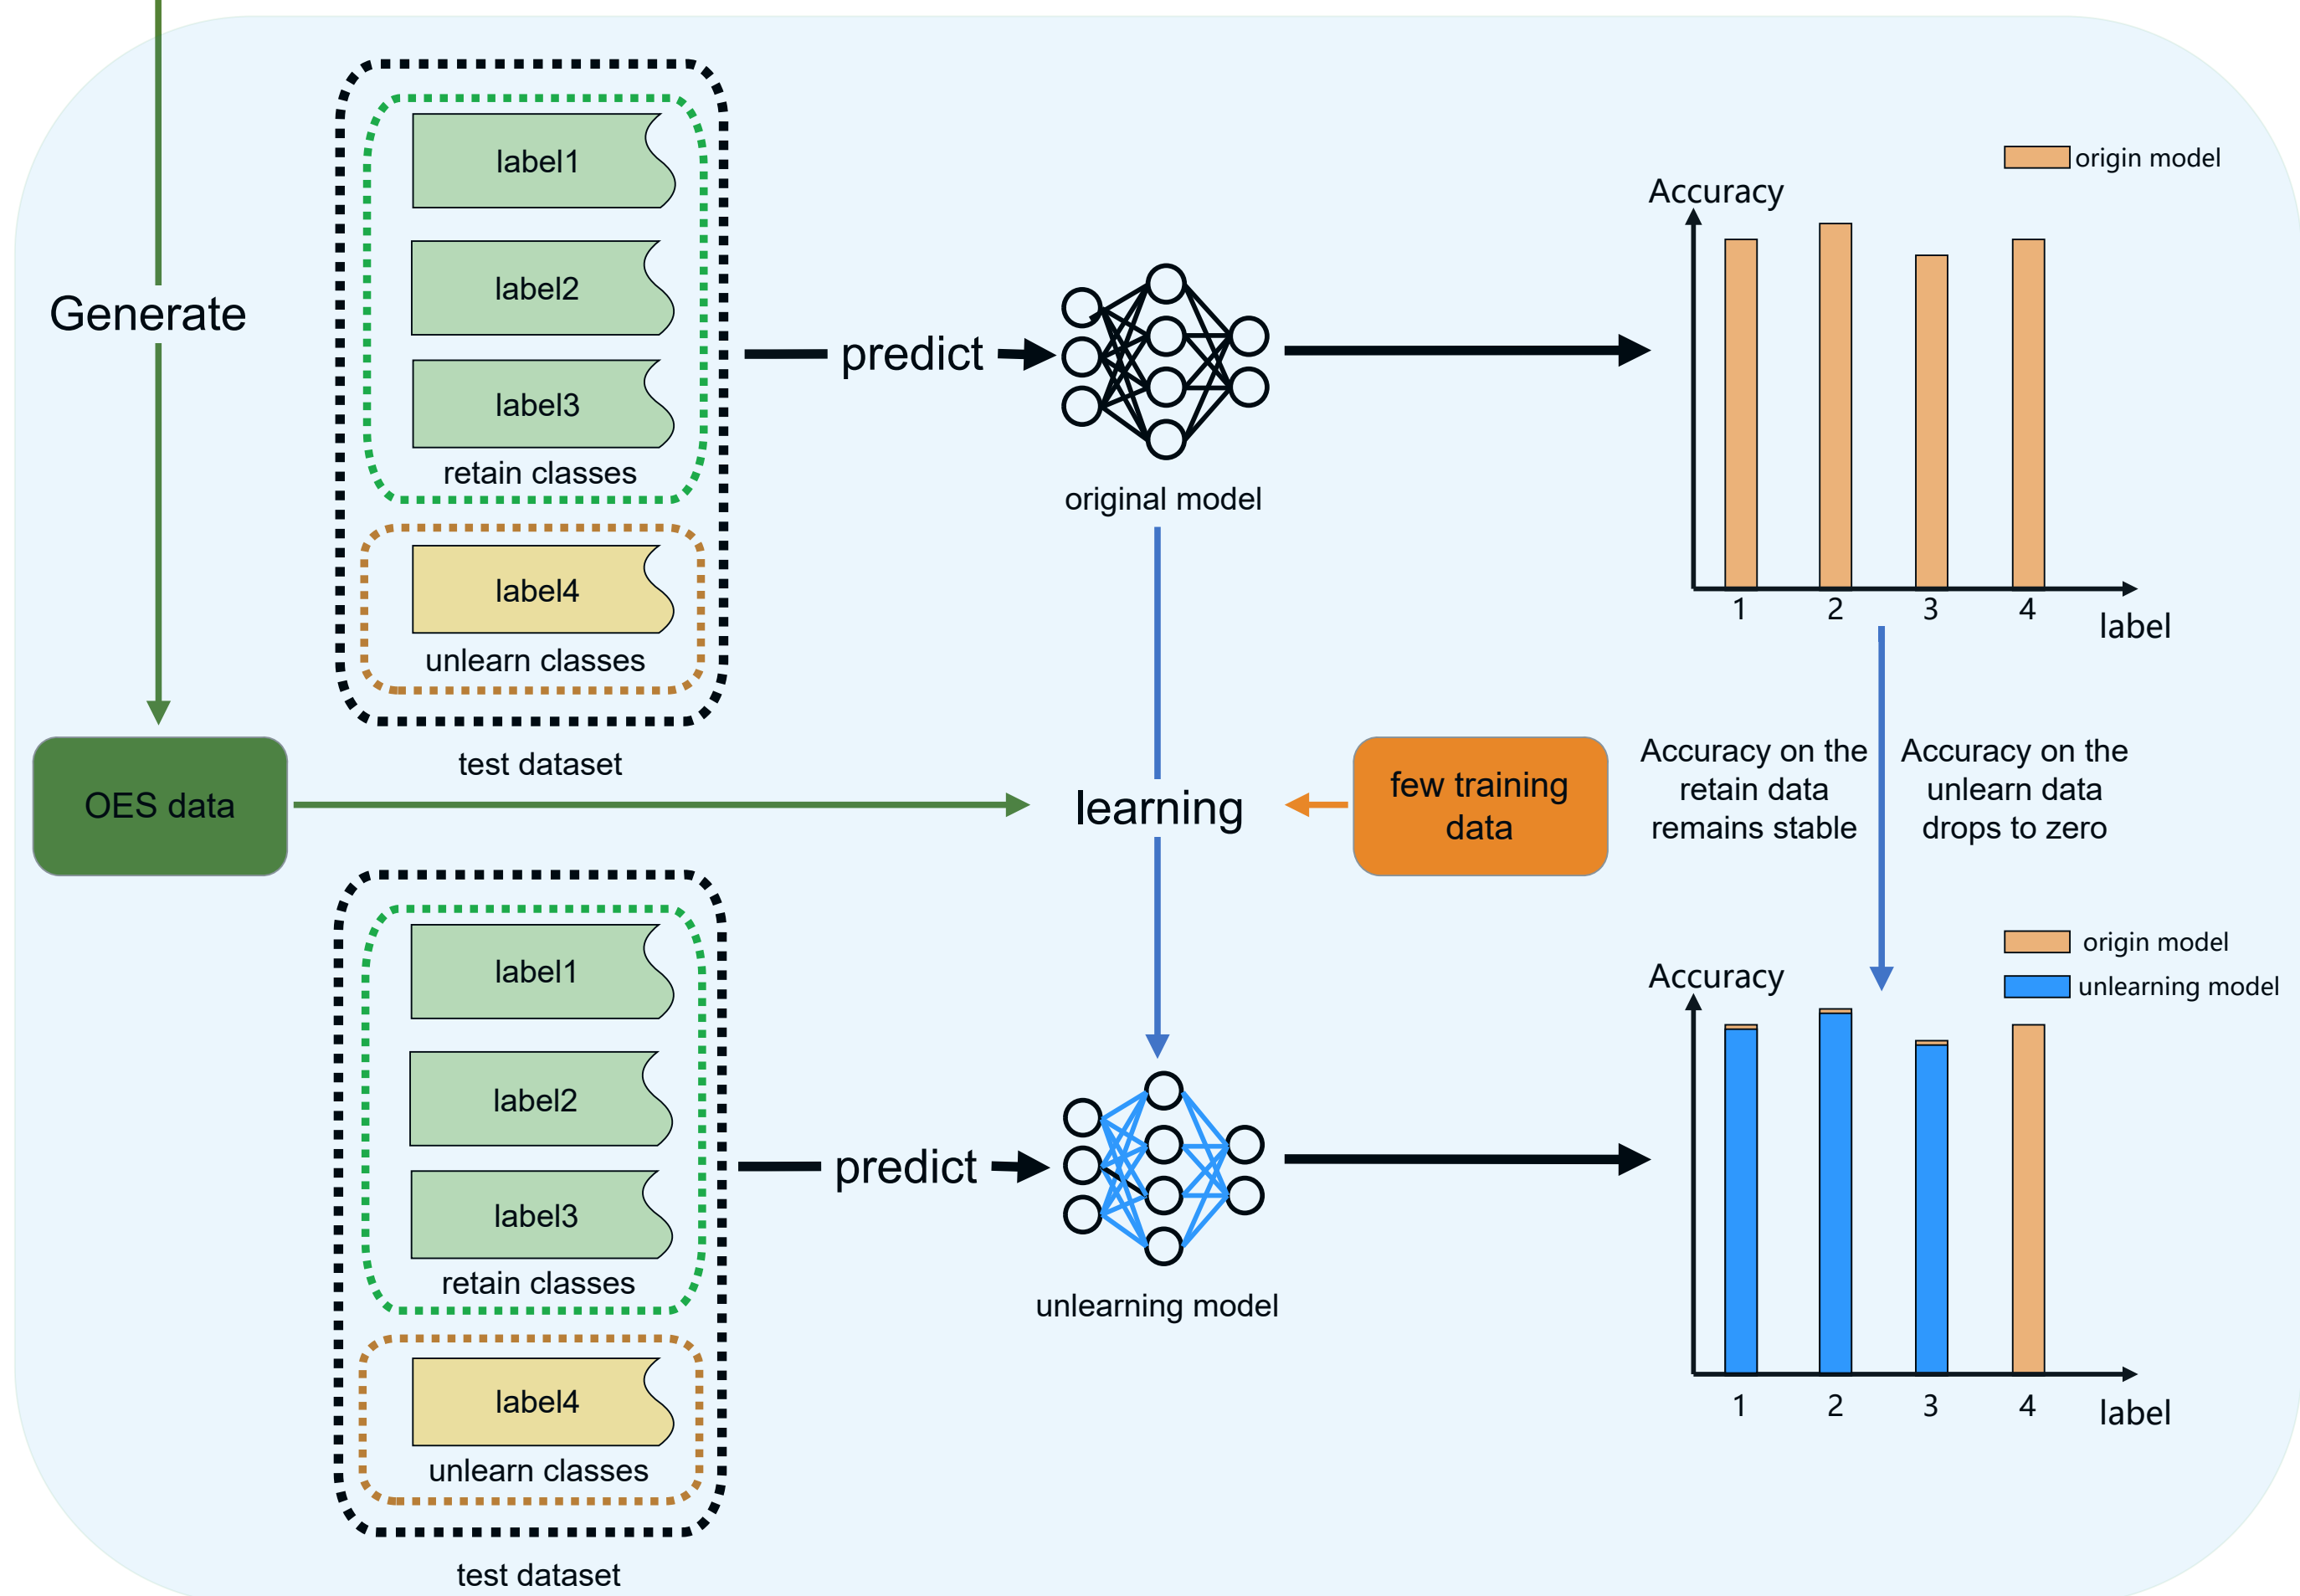 Generate
label1
label2
label3
retain classes
label4
unlearn classes
test dataset
predict
original model
origin model
Accuracy
1 2 3 4
label
OES data
learning
few training
data
Accuracy on the
retain data
remains stable
Accuracy on the
unlearn data
drops to zero
label1
label2
label3
retain classes
label4
unlearn classes
test dataset
predict
unlearning model
origin model
unlearning model
Accuracy
1 2 3 4
label